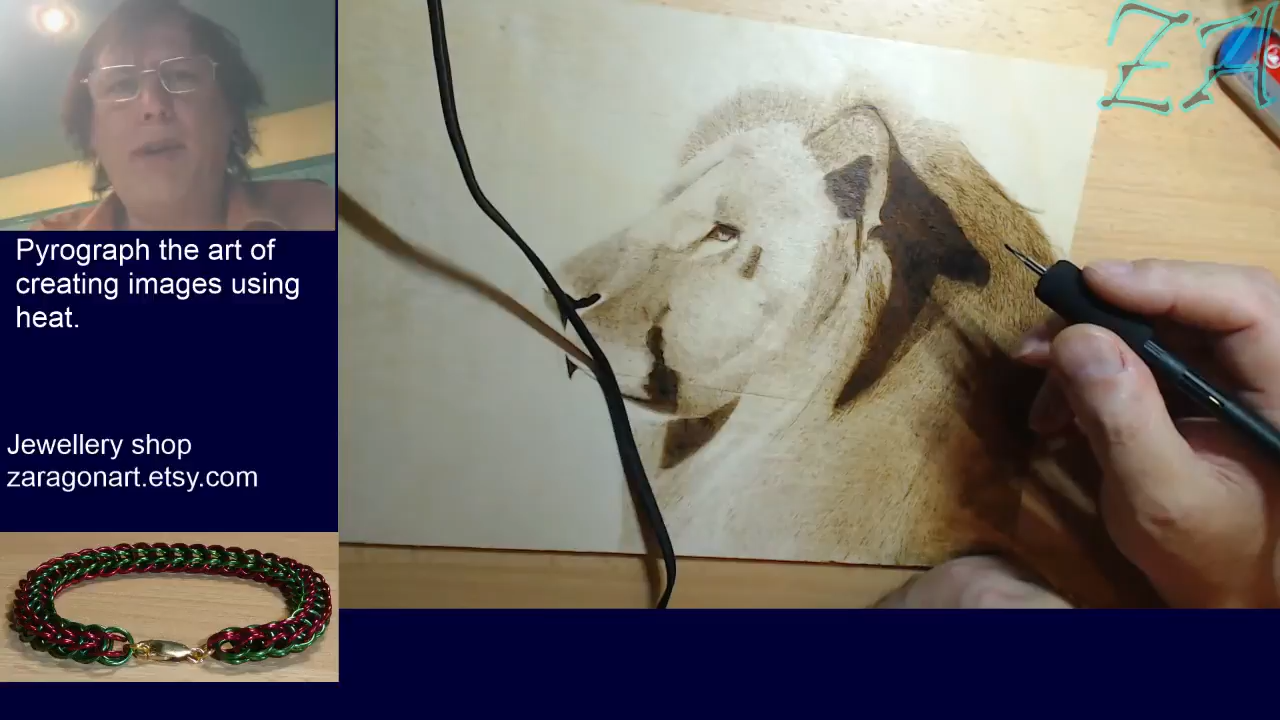 ZA
Pyrograph the art of
creating images using
heat.
Jewellery shop
zaragonart.etsy.com